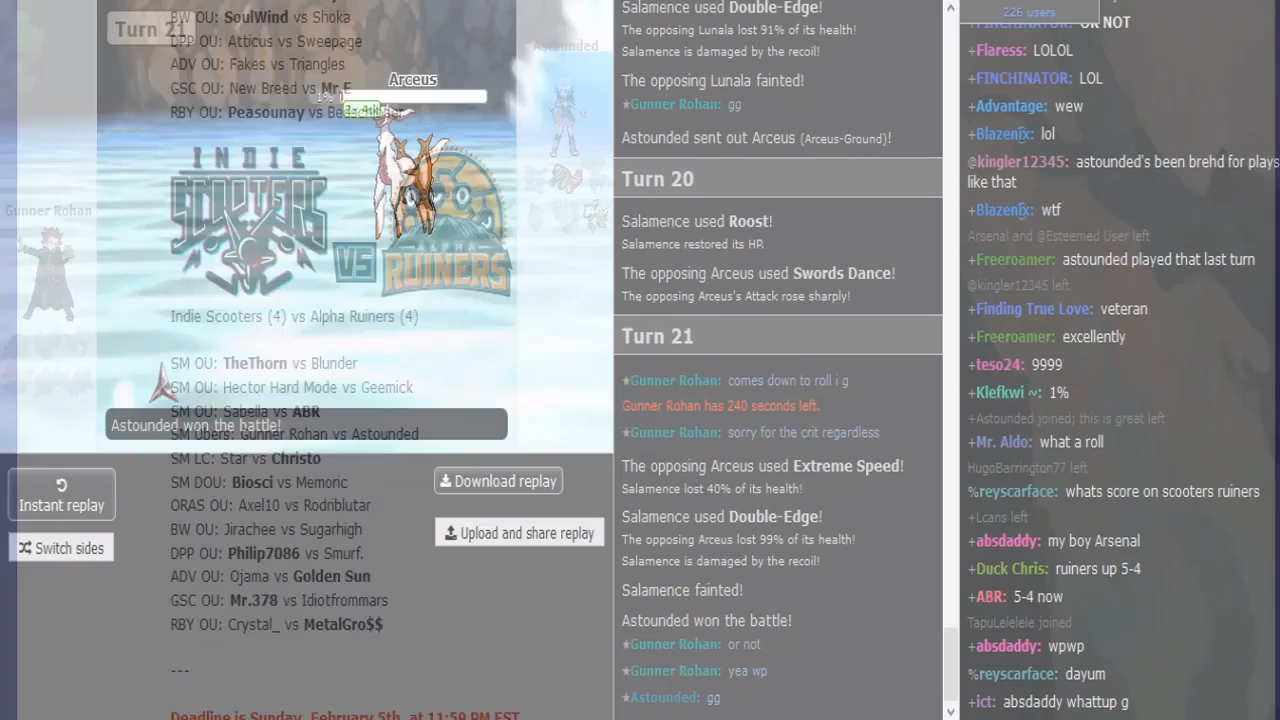 BW OU: SoulWind vs Shoka
Turn 21
DPP OU: Atticus vs Sweepage
Astounded
ADV OU: Fakes vs Triangles
Arceus
GSC OU: New Breed vs Mr.E
1%
RBY OU: Peasounay vs
INDIE
SCOOTERS
VS
ALPHA
RUINERS
Gunner Rohan
Indie Scooters (4) vs Alpha Ruiners (4)
SM OU: TheThorn vs Blunder
SM OU: Hector Hard Mode vs Geemick
SM OU: Sabella vs ABR
Astounded won the battle!
SM Ubers: Gunner Rohan vs Astounded
SM LC: Star vs Christo
SM DOU: Biosci vs Memoric
ORAS OU: Axel10 vs Rodriblutar
BW OU: Jirachee vs Sugarhigh
DPP OU: Philip7086 vs Smurf.
ADV OU: Ojama vs Golden Sun
GSC OU: Mr.378 vs Idiotfrommars
RBY OU: Crystal_ vs MetalGro$$
---
Deadline is Sunday, February 5th, at 11:59 PM EST
Instant replay
Switch sides
Download replay
Upload and share replay
Salamence used Double-Edge!
The opposing Lunala lost 91% of its health!
Salamence is damaged by the recoil!
The opposing Lunala fainted!
★Gunner Rohan: gg
Astounded sent out Arceus (Arceus-Ground)!
Turn 20
Salamence used Roost!
Salamence restored its HP.
The opposing Arceus used Swords Dance!
The opposing Arceus's Attack rose sharply!
Turn 21
★Gunner Rohan: comes down to roll i g
Gunner Rohan has 240 seconds left.
★Gunner Rohan: sorry for the crit regardless
The opposing Arceus used Extreme Speed!
Salamence lost 40% of its health!
Salamence used Double-Edge!
The opposing Arceus lost 99% of its health!
Salamence is damaged by the recoil!
Salamence fainted!
Astounded won the battle!
★Gunner Rohan: or not
★Gunner Rohan: yea wp
★Astounded: gg
226 users
+FINCHINATOR: OR NOT
+Flaress: LOLOL
+FINCHINATOR: LOL
+Advantage: wew
+Blazenix: lol
@kingler12345: astounded's been brehd for plays
like that
+Blazenix: wtf
Arsenal and @Esteemed User left
+Freeroamer: astounded played that last turn
@kingler12345 left
+Finding True Love: veteran
+Freeroamer: excellently
+teso24: 9999
+Klefkwi ~: 1%
+Astounded joined; this is great left
+Mr. Aldo: what a roll
HugoBarrington77 left
%reyscarface: whats score on scooters ruiners
+Lcans left
+absdaddy: my boy Arsenal
+Duck Chris: ruiners up 5-4
+ABR: 5-4 now
TapuLelelele joined
+absdaddy: wpwp
%reyscarface: dayum
+ict: absdaddy whattup g